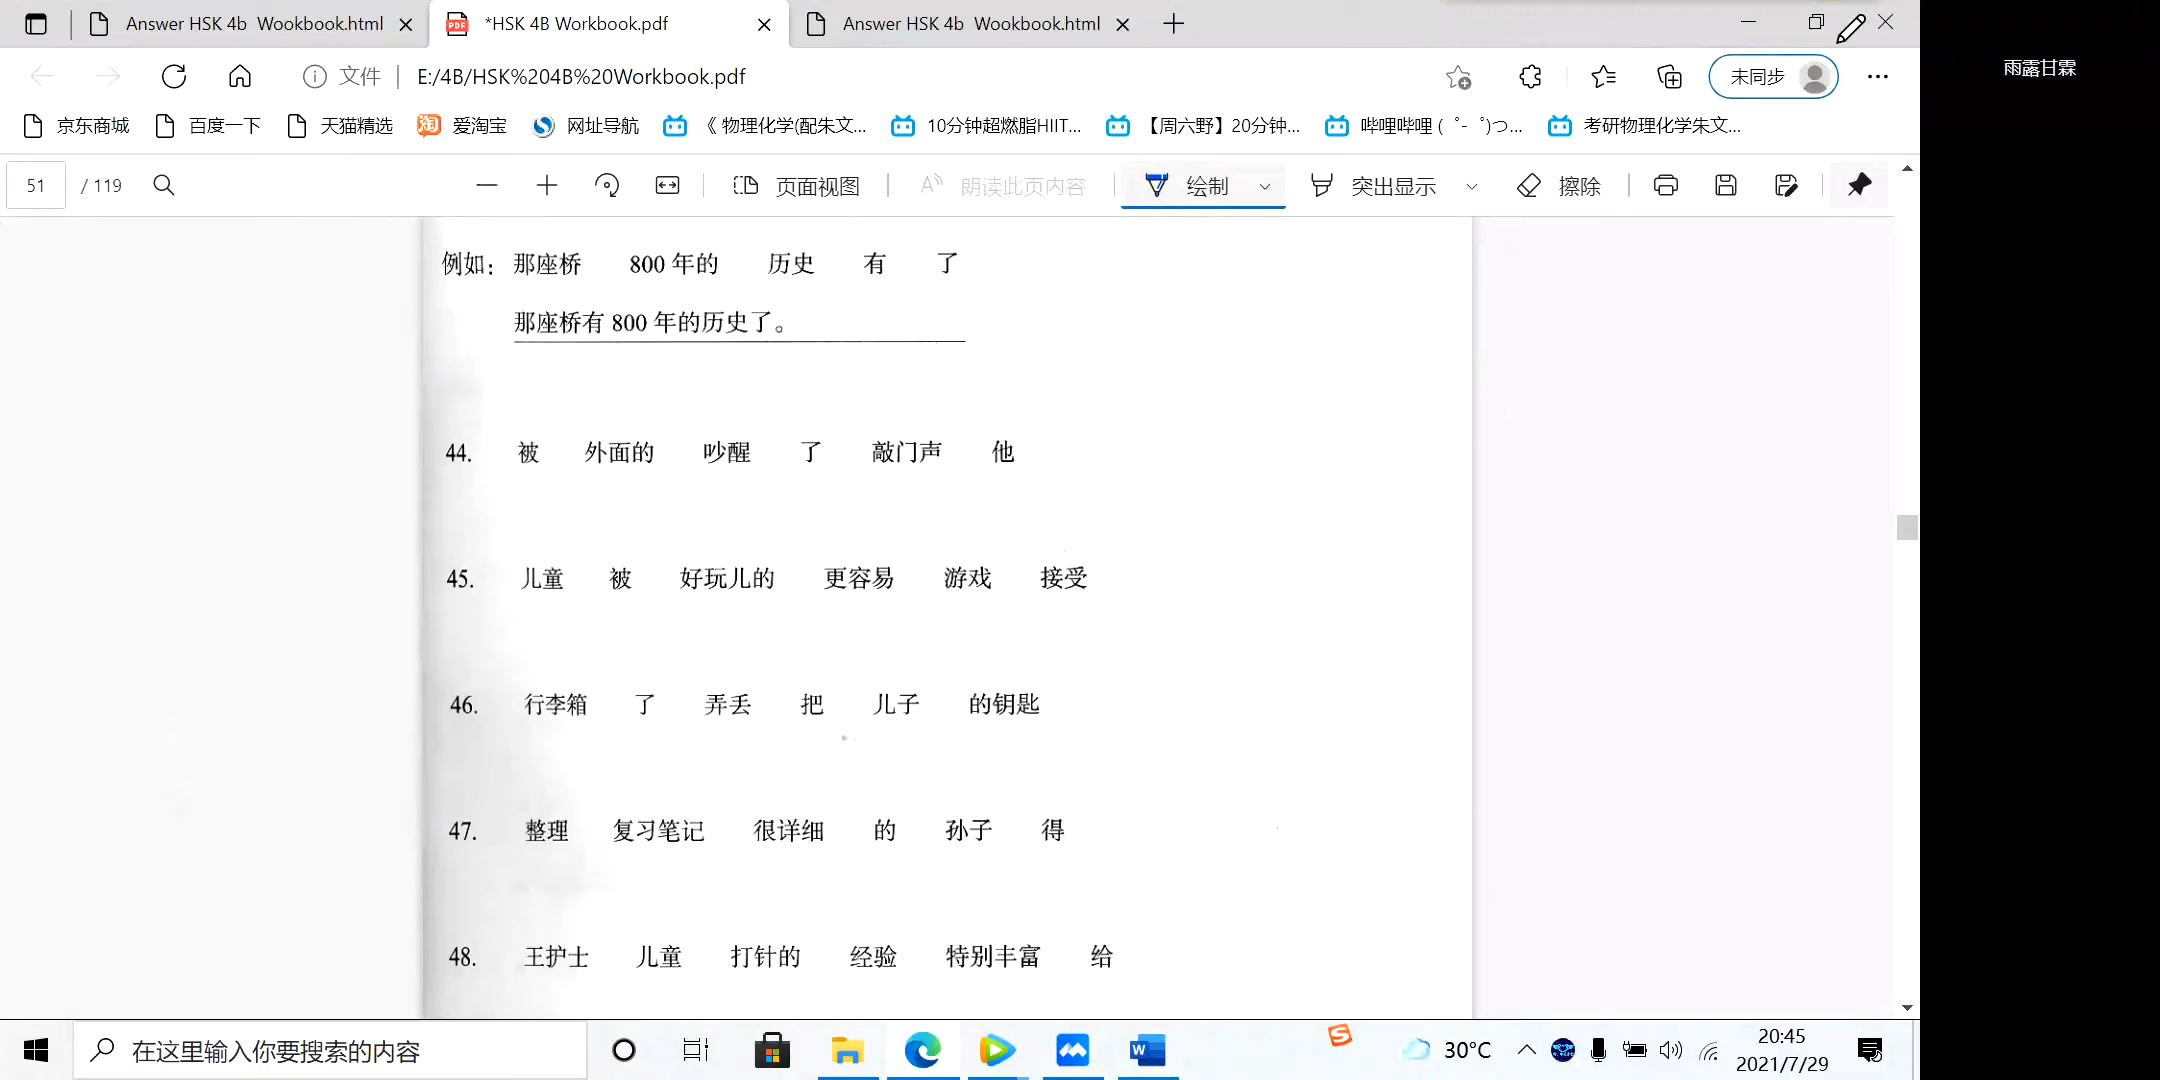 Answer HSK 4b Wookbook.html
*HSK 4B Workbook.pdf
Answer HSK 4b Wookbook.html
文件 E:/4B/HSK%204B%20Workbook.pdf
未同步
雨露甘霖
京东商城 百度一下 天猫精选 爱淘宝 网址导航 《 物理化学(配朱文... 10分钟超燃脂HIIT... 【周六野】20分钟... 哔哩哔哩 ( ゜- ゜)つ... 考研物理化学朱文...
51 / 119 页面视图 朗读此页内容 绘制 突出显示 擦除
例如： 那座桥 800 年的 历史 有 了
那座桥有 800 年的历史了。
44. 被 外面的 吵醒 了 敲门声 他
45. 儿童 被 好玩儿的 更容易 游戏 接受
46. 行李箱 了 弄丢 把 儿子 的钥匙
47. 整理 复习笔记 很详细 的 孙子 得
48. 王护士 儿童 打针的 经验 特别丰富 给
在这里输入你要搜索的内容
30°C
20:45
2021/7/29